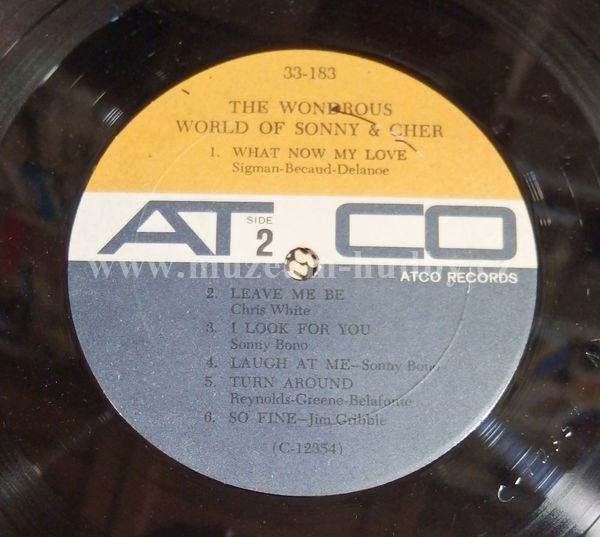 33-183
THE WONDROUS
WORLD OF SONNY & CHER
1. WHAT NOW MY LOVE
Sigman-Becaud-Delanoe
ATCO
SIDE
2
ATCO RECORDS
2. LEAVE ME BE
Chris White
3. I LOOK FOR YOU
Sonny Bono
4. LAUGH AT ME—Sonny Bono
5. TURN AROUND
Reynolds-Greene-Belafonte
6. SO FINE—Jim Gribble
(C-12354)